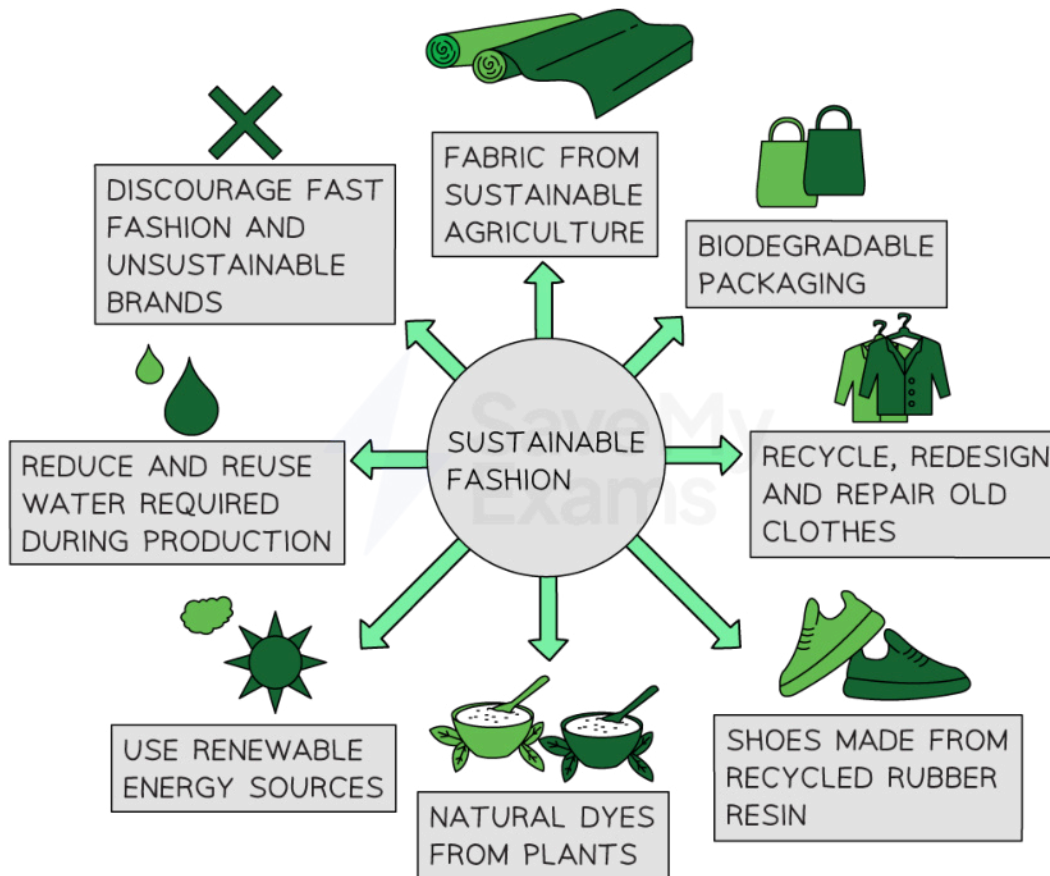 FABRIC FROM
SUSTAINABLE
AGRICULTURE
DISCOURAGE FAST
FASHION AND
UNSUSTAINABLE
BRANDS
BIODEGRADABLE
PACKAGING
SUSTAINABLE
FASHION
SaveMy
Exams
REDUCE AND REUSE
WATER REQUIRED
DURING PRODUCTION
RECYCLE, REDESIGN
AND REPAIR OLD
CLOTHES
USE RENEWABLE
ENERGY SOURCES
NATURAL DYES
FROM PLANTS
SHOES MADE FROM
RECYCLED RUBBER
RESIN